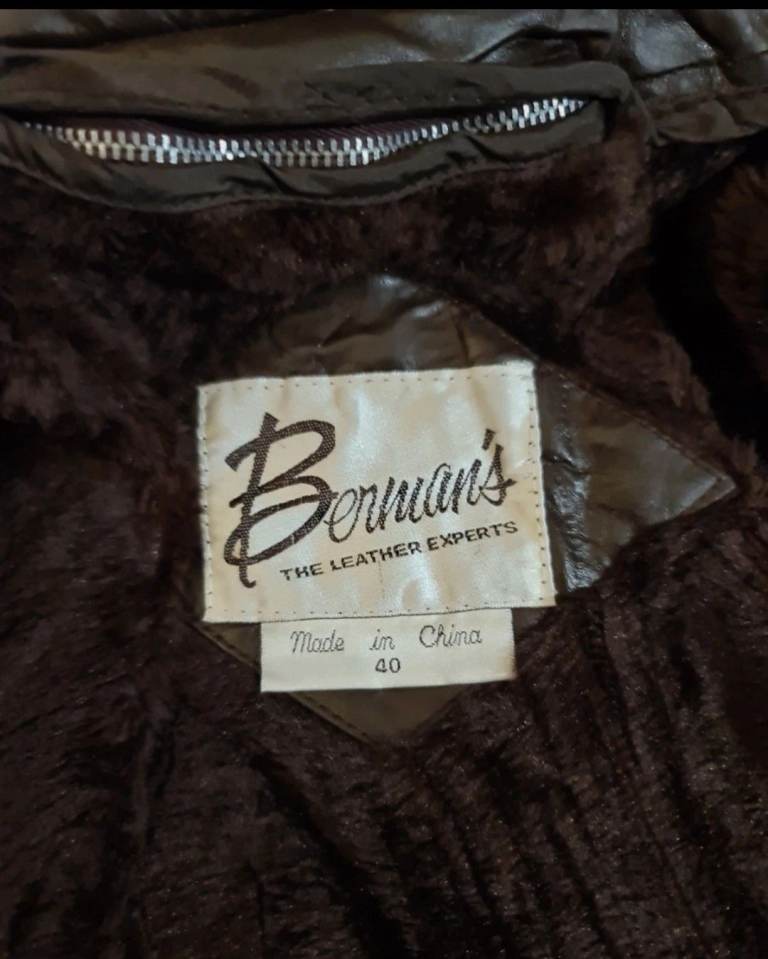 Berman's
THE LEATHER EXPERTS
Made in China
40